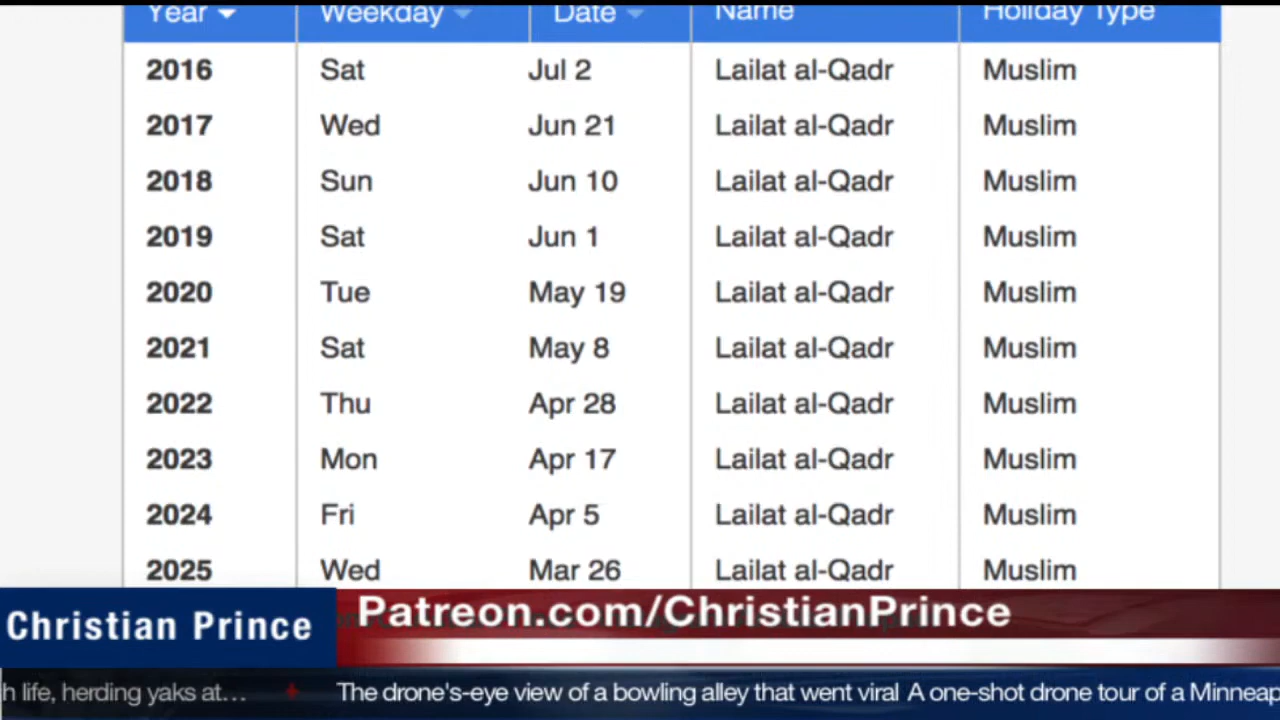 Year Weekday Date Name Holiday Type
2016 Sat Jul 2 Lailat al-Qadr Muslim
2017 Wed Jun 21 Lailat al-Qadr Muslim
2018 Sun Jun 10 Lailat al-Qadr Muslim
2019 Sat Jun 1 Lailat al-Qadr Muslim
2020 Tue May 19 Lailat al-Qadr Muslim
2021 Sat May 8 Lailat al-Qadr Muslim
2022 Thu Apr 28 Lailat al-Qadr Muslim
2023 Mon Apr 17 Lailat al-Qadr Muslim
2024 Fri Apr 5 Lailat al-Qadr Muslim
2025 Wed Mar 26 Lailat al-Qadr Muslim
Patreon.com/ChristianPrince
Christian Prince
h life, herding yaks at... The drone's-eye view of a bowling alley that went viral A one-shot drone tour of a Minneap